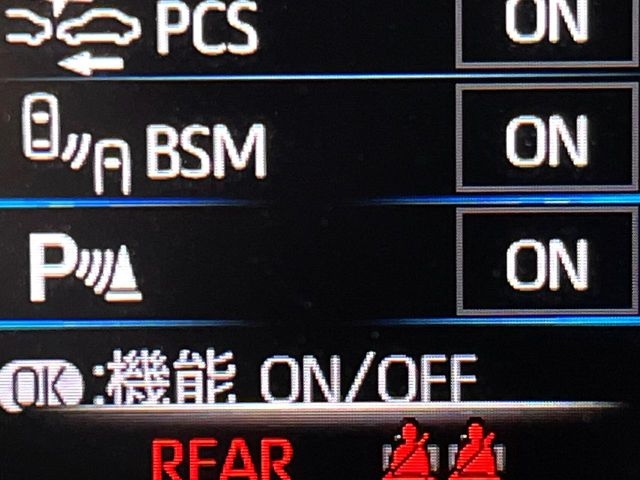 PCS ON
BSM ON
P ON
OK :機能 ON/OFF
REAR